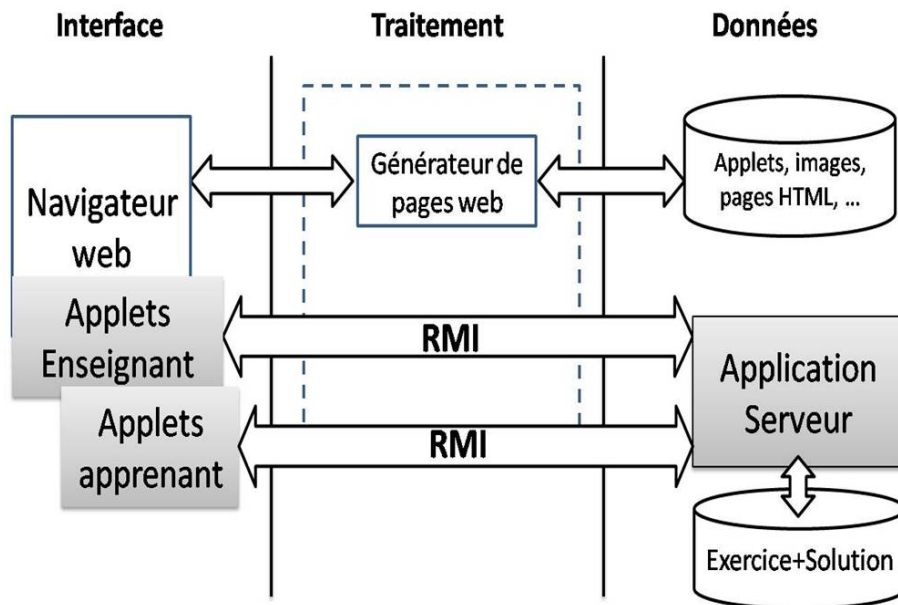 Interface
Traitement
Données
Navigateur
web
Générateur de
pages web
Applets, images,
pages HTML, ...
Applets
Enseignant
RMI
Application
Serveur
Applets
apprenant
RMI
Exercice+Solution